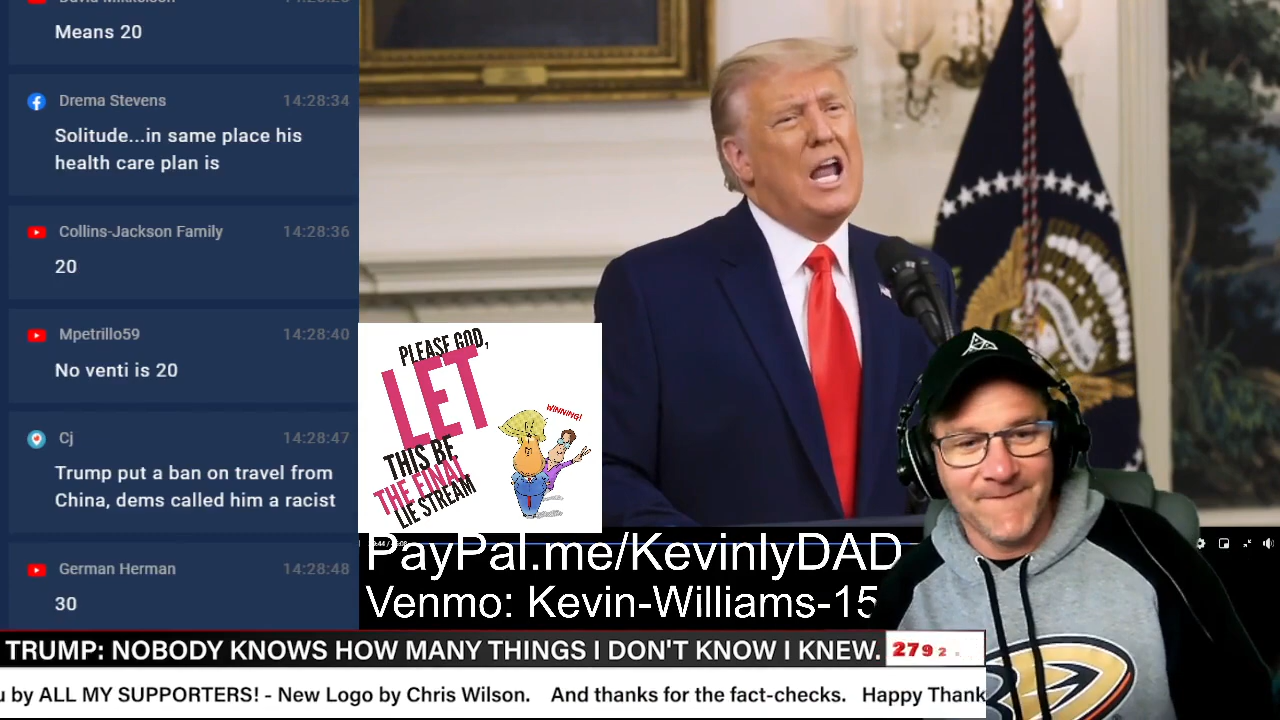 14:28:28
Means 20
Drema Stevens 14:28:34
Solitude...in same place his
health care plan is
Collins-Jackson Family 14:28:36
20
Mpetrillo59 14:28:40
No venti is 20
Cj 14:28:47
Trump put a ban on travel from
China, dems called him a racist
German Herman 14:28:48
30
PLEASE GOD,
LET
THIS BE
THE FINAL
LIE STREAM
WINNING!
PayPal.me/KevinlyDAD
Venmo: Kevin-Williams-15
TRUMP: NOBODY KNOWS HOW MANY THINGS I DON'T KNOW I KNEW.
2792
u by ALL MY SUPPORTERS! - New Logo by Chris Wilson. And thanks for the fact-checks. Happy Thank